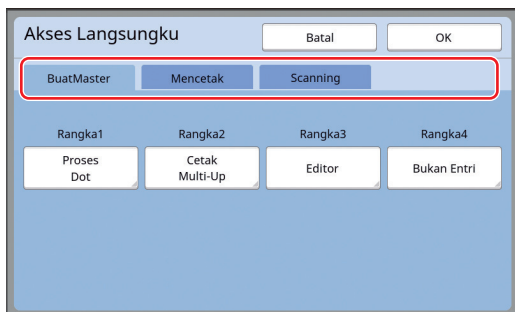 Akses Langsungku
Batal
OK
BuatMaster
Mencetak
Scanning
Rangka1
Rangka2
Rangka3
Rangka4
Proses
Dot
Cetak
Multi-Up
Editor
Bukan Entri